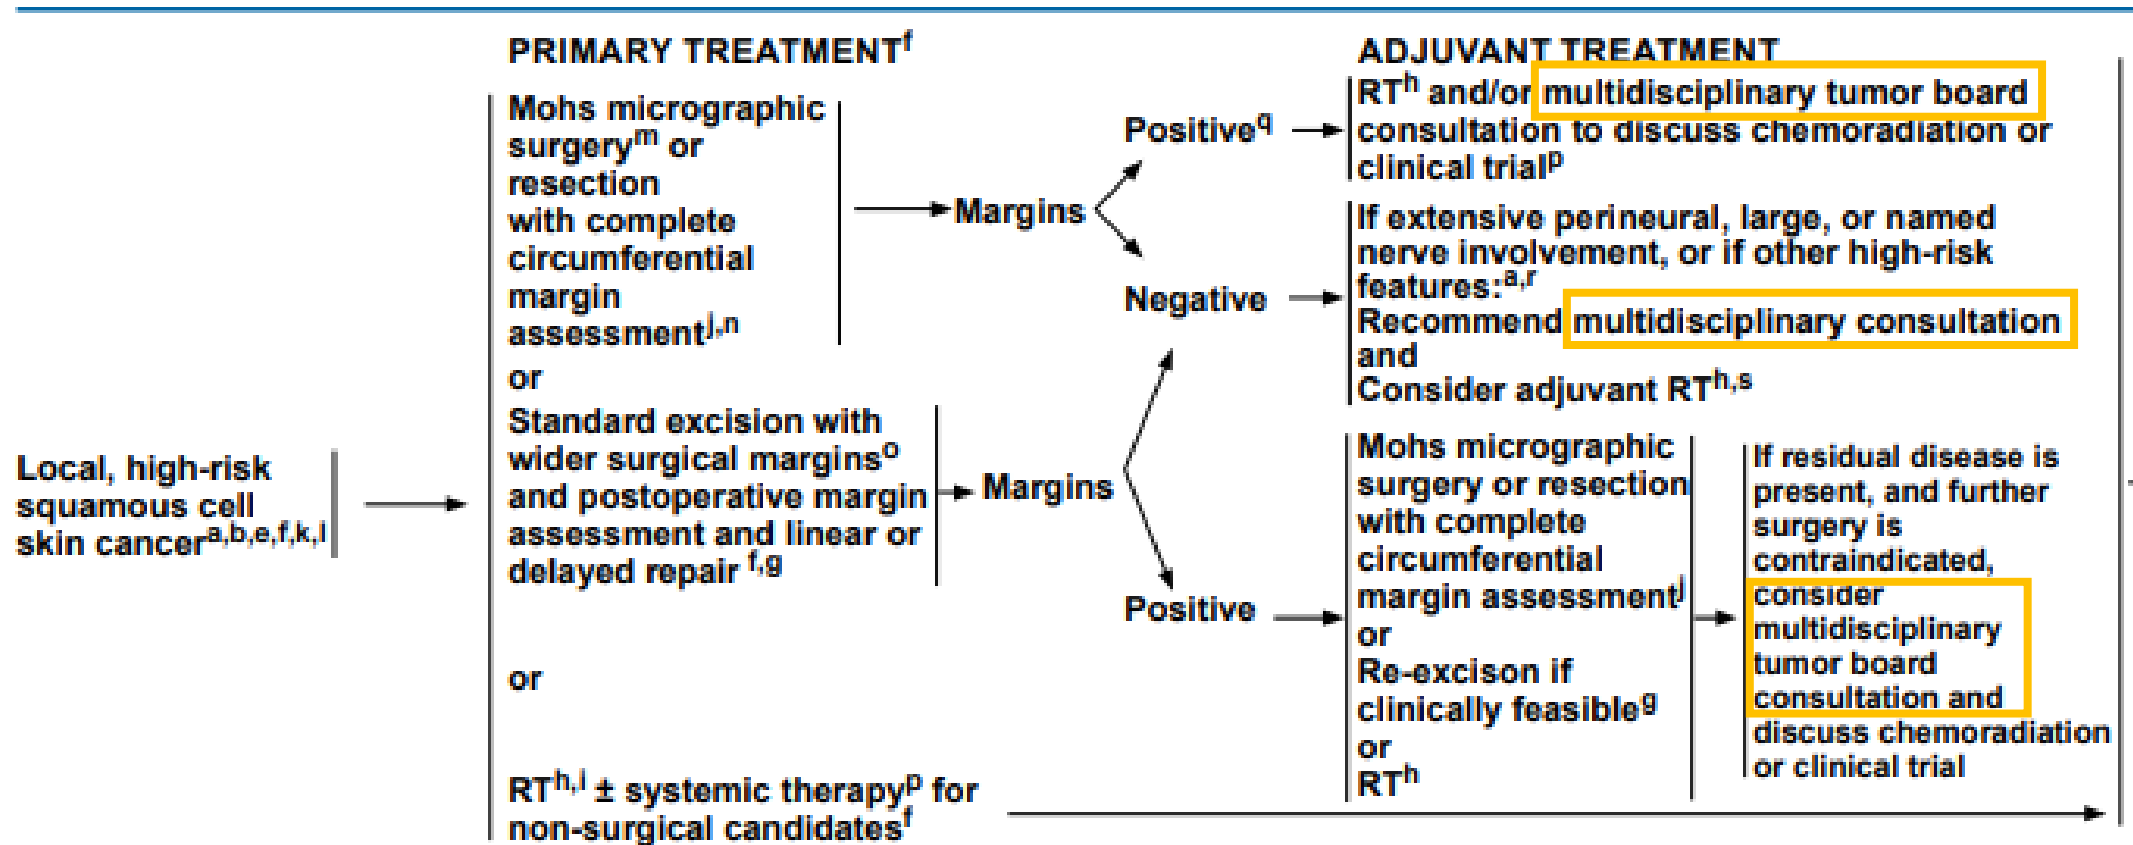 PRIMARY TREATMENTf
Mohs micrographic
surgerym or
resection
with complete
circumferential
margin
assessmentj,n
or
Standard excision with
wider surgical marginso
and postoperative margin
assessment and linear or
delayed repair f,g
or
RTh,i ± systemic therapyp for
non-surgical candidatesf
Local, high-risk
squamous cell
skin cancera,b,e,f,k,l
Margins
Positiveq
Negative
Margins
Positive
ADJUVANT TREATMENT
RTh and/or multidisciplinary tumor board
consultation to discuss chemoradiation or
clinical trialp
If extensive perineural, large, or named
nerve involvement, or if other high-risk
features:a,r
Recommend multidisciplinary consultation
and
Consider adjuvant RTh,s
Mohs micrographic
surgery or resection
with complete
circumferential
margin assessmentj
or
Re-excison if
clinically feasibleg
or
RTh
If residual disease is
present, and further
surgery is
contraindicated,
consider
multidisciplinary
tumor board
consultation and
discuss chemoradiation
or clinical trial